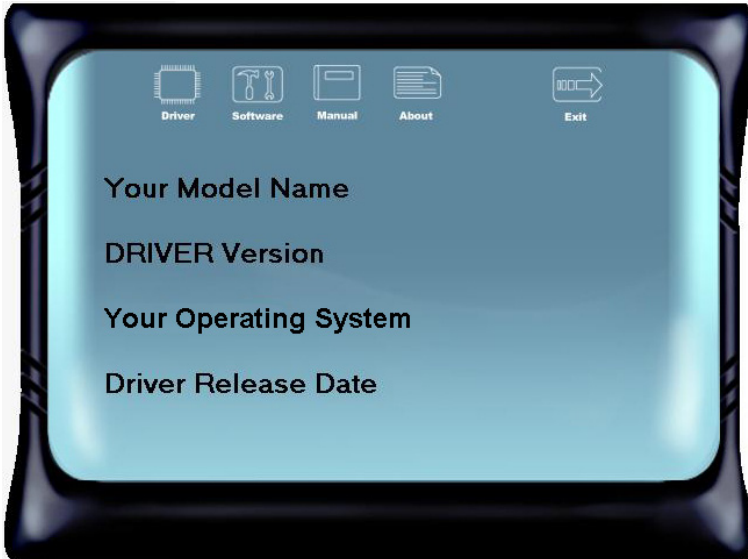 Driver Software Manual About Exit
Your Model Name
DRIVER Version
Your Operating System
Driver Release Date